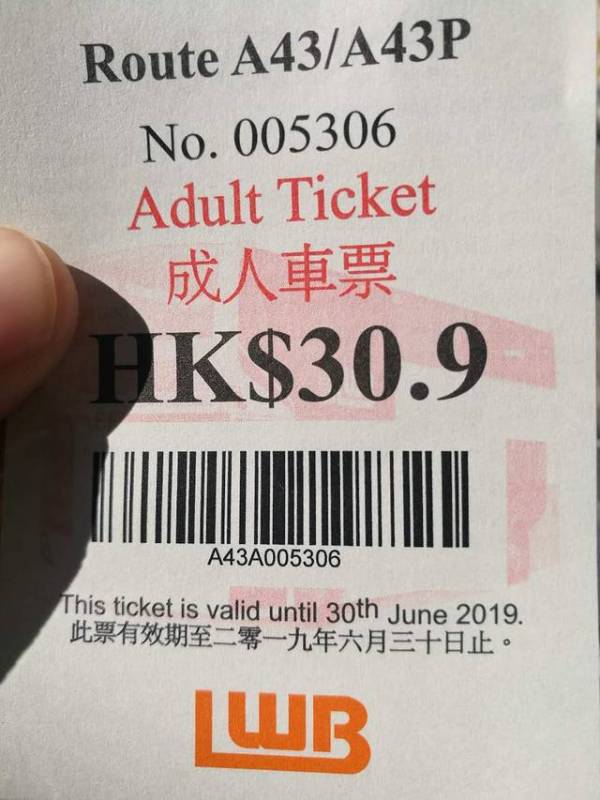 Route A43/A43P
No. 005306
Adult Ticket
成人車票
HK$30.9
A43A005306
This ticket is valid until 30th June 2019.
此票有效期至二零一九年六月三十日止。
LWB